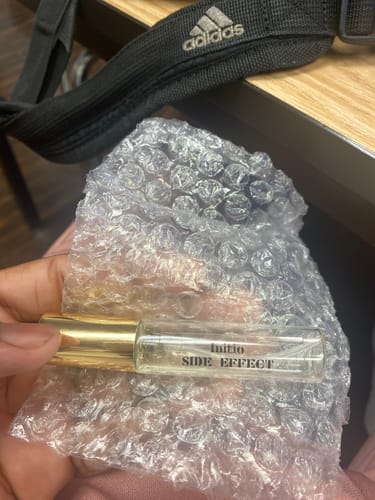 adidas
Initio
SIDE EFFECT